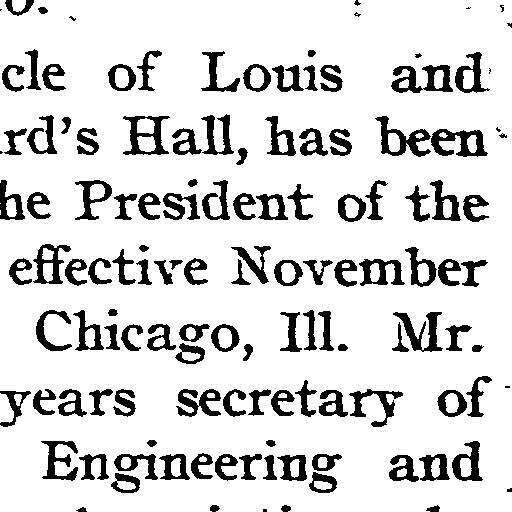 cle of Louis and
rd's Hall, has been
he President of the
effective November
Chicago, Ill. Mr.
years secretary of
Engineering and